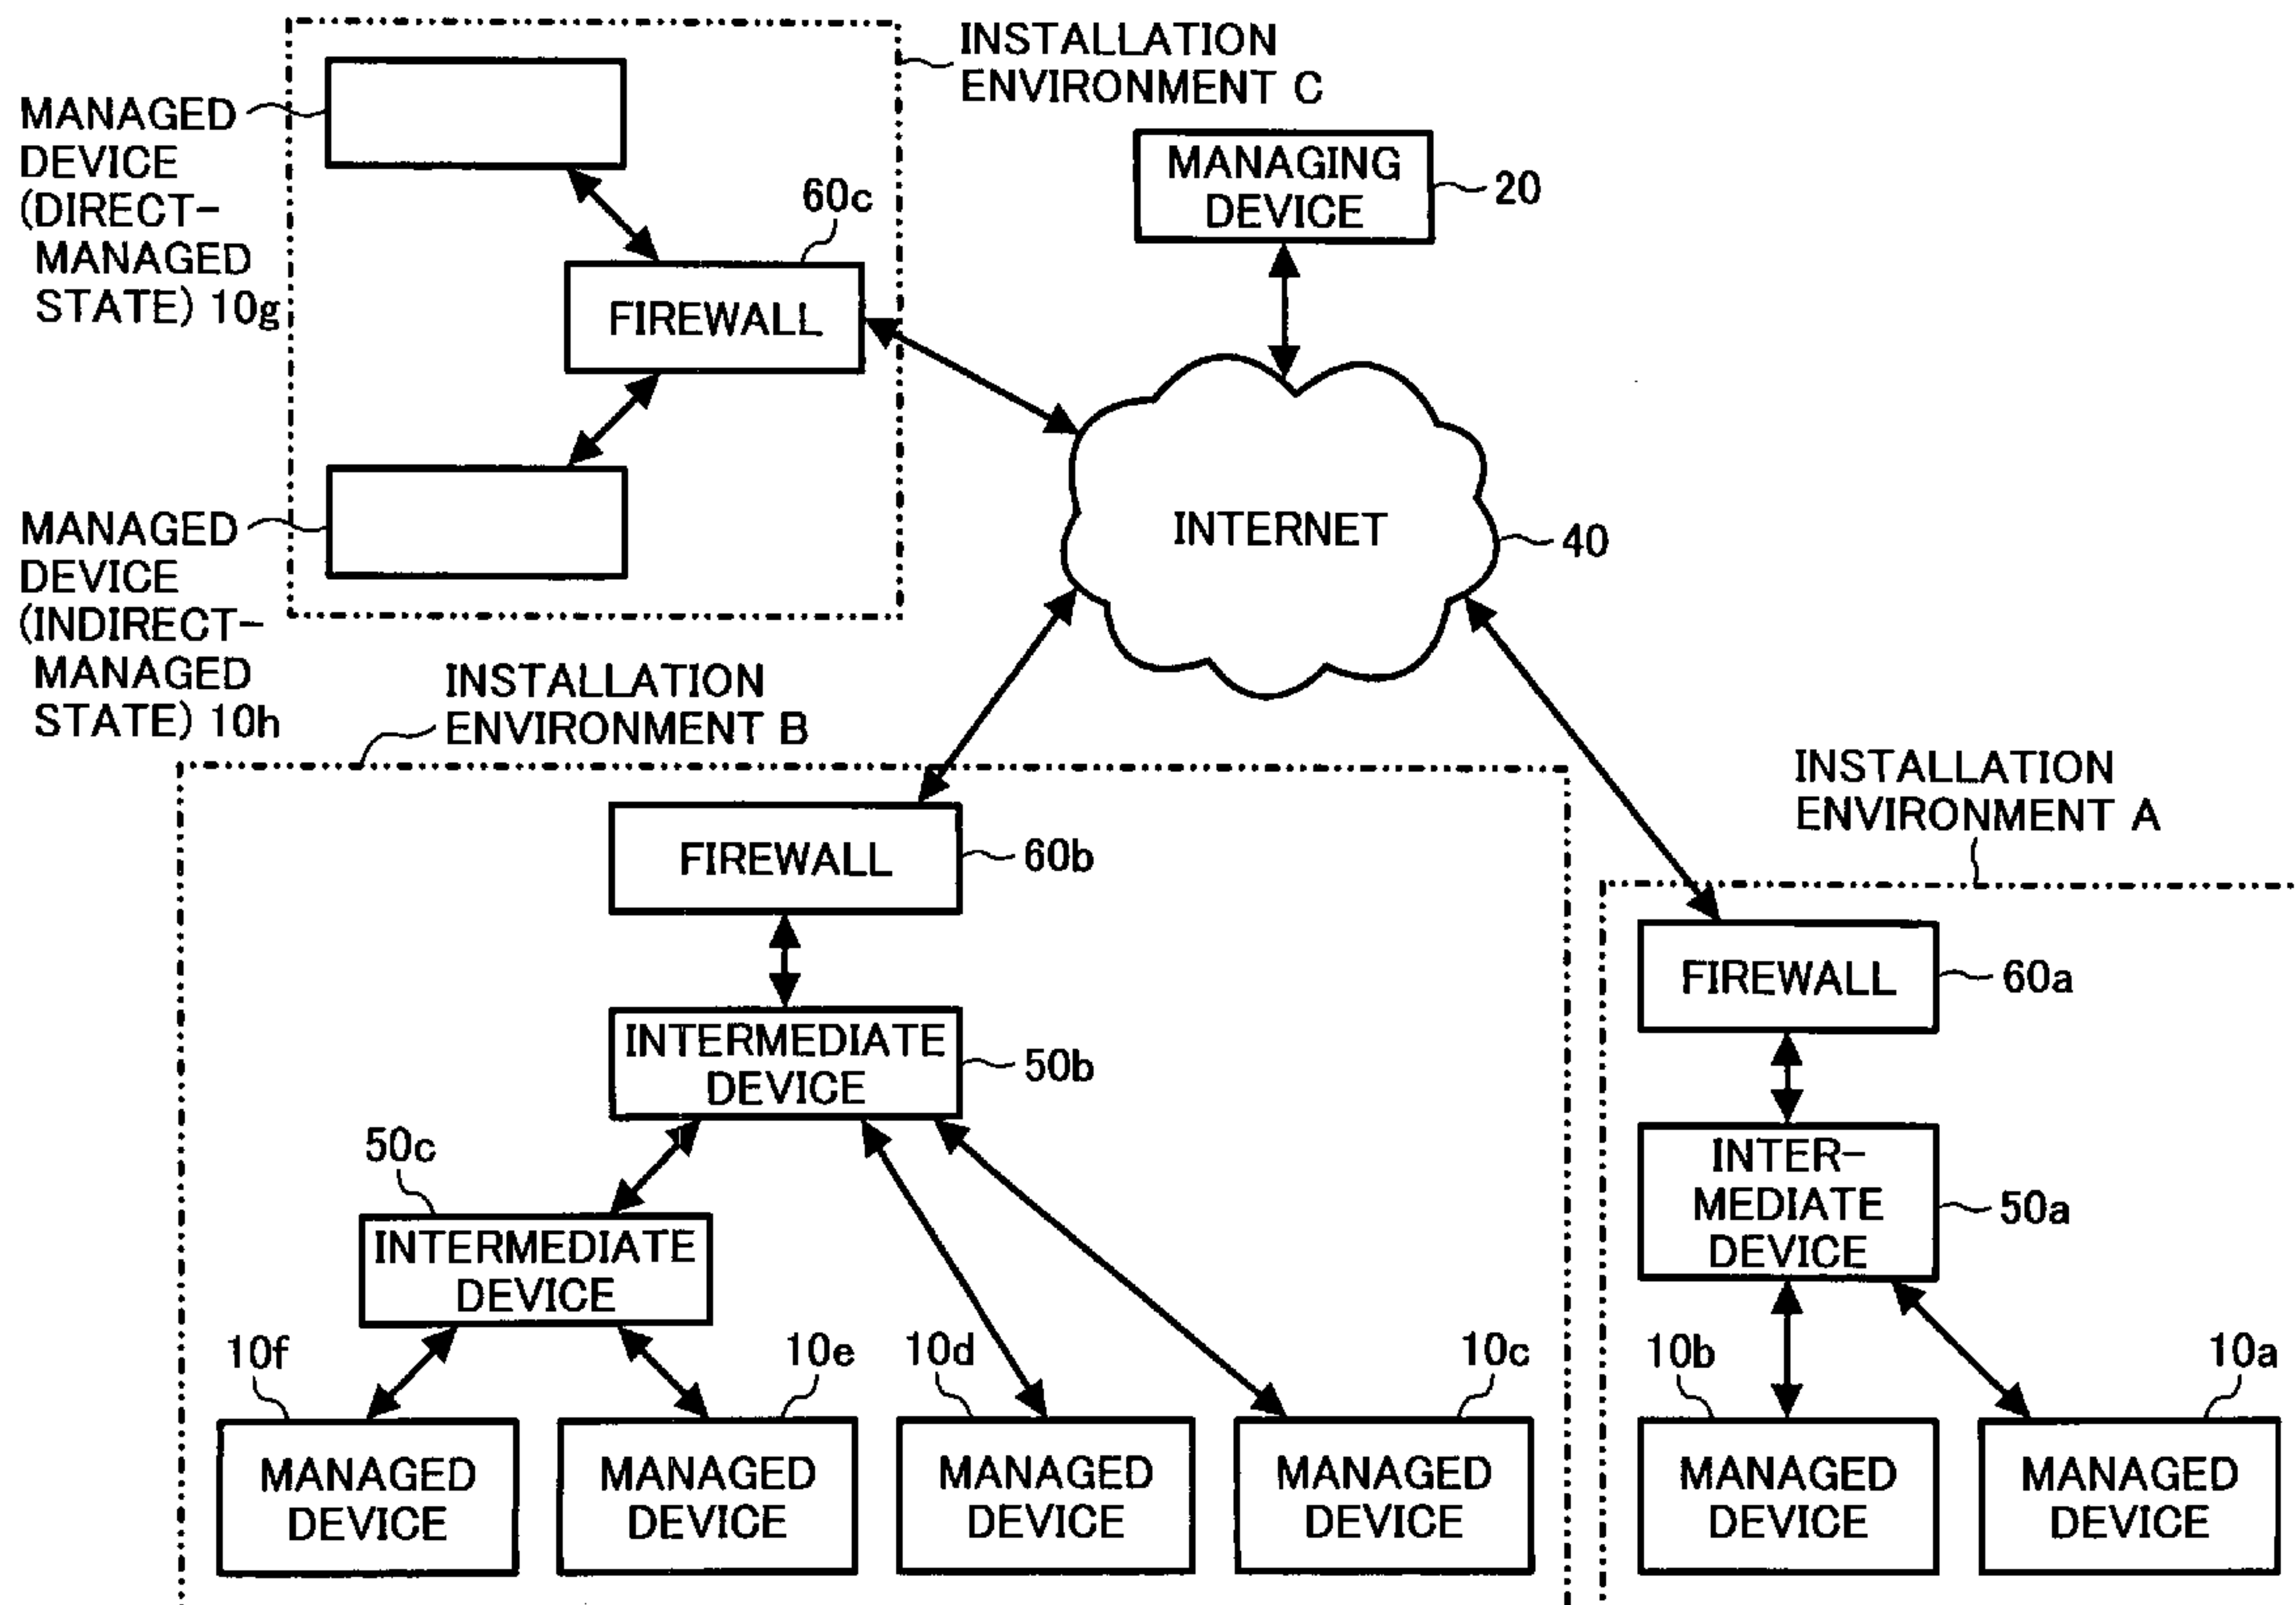 INSTALLATION
ENVIRONMENT C
MANAGED
DEVICE
(DIRECT-
MANAGED
STATE) 10g
60c
FIREWALL
MANAGING
DEVICE
20
INTERNET
40
MANAGED
DEVICE
(INDIRECT-
MANAGED
STATE) 10h
INSTALLATION
ENVIRONMENT B
FIREWALL
60b
INTERMEDIATE
DEVICE
50b
50c
INTERMEDIATE
DEVICE
10f
10e
10d
10c
MANAGED
DEVICE
MANAGED
DEVICE
MANAGED
DEVICE
MANAGED
DEVICE
INSTALLATION
ENVIRONMENT A
FIREWALL
60a
INTER-
MEDIATE
DEVICE
50a
10b
10a
MANAGED
DEVICE
MANAGED
DEVICE